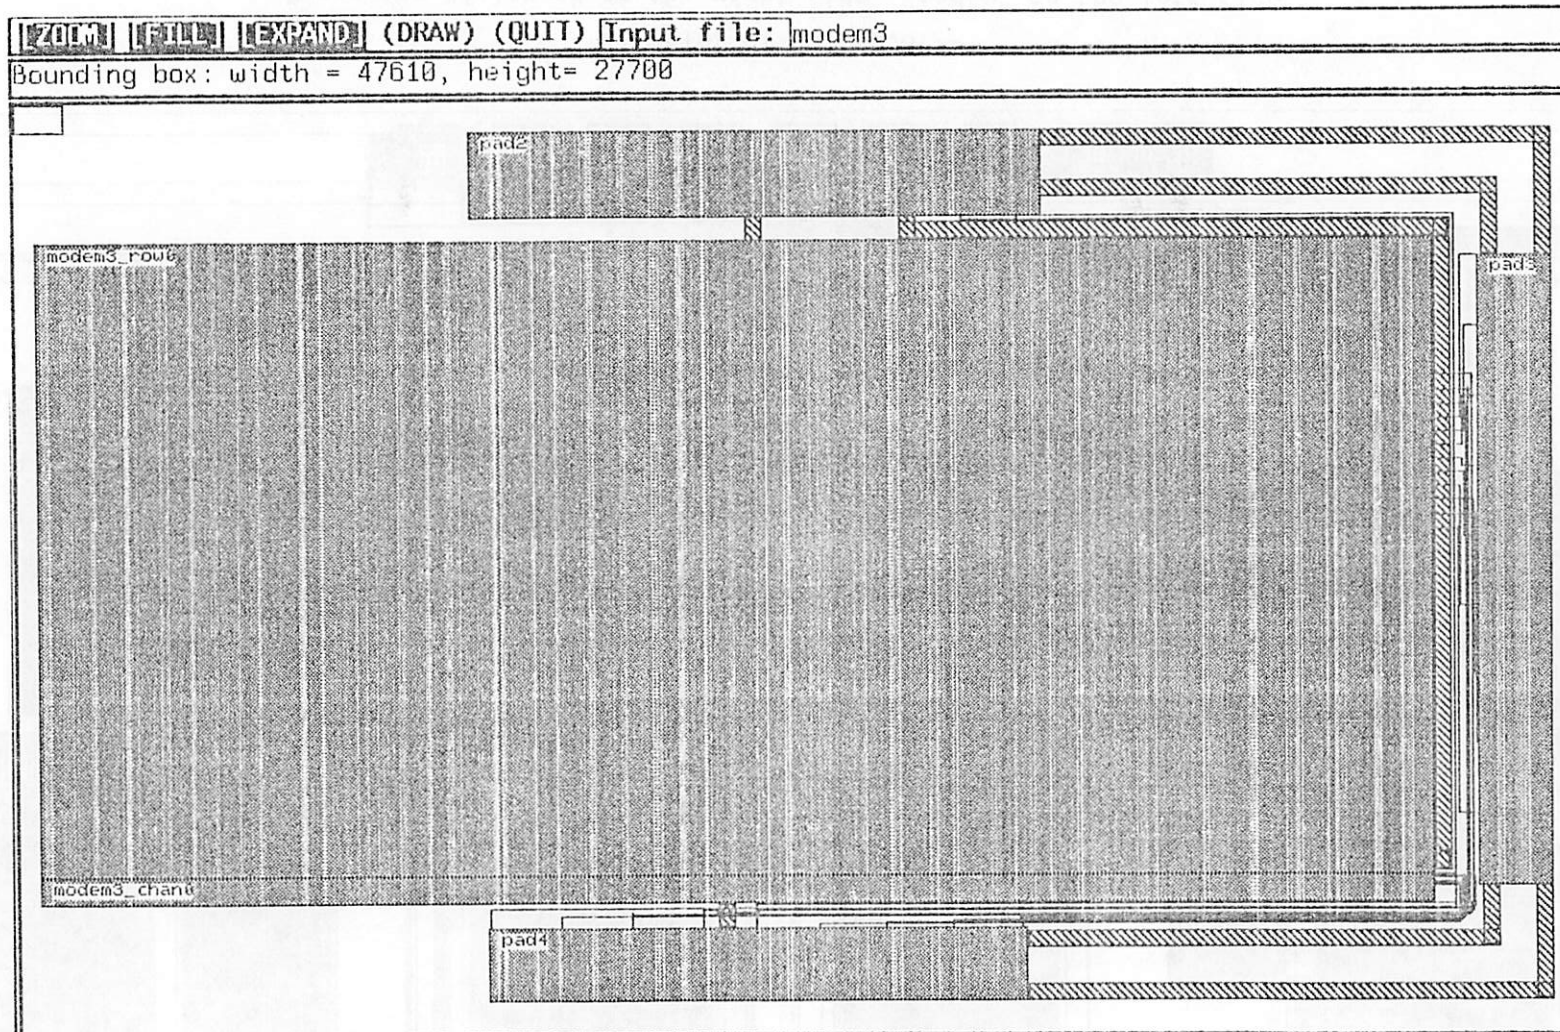 [ZOOM] [FILL] [EXPAND] (DRAW) (QUIT) Input file: modem3
Bounding box: width = 47610, height= 27700
pad2
modem3_row0
pad3
modem3_chan0
pad4